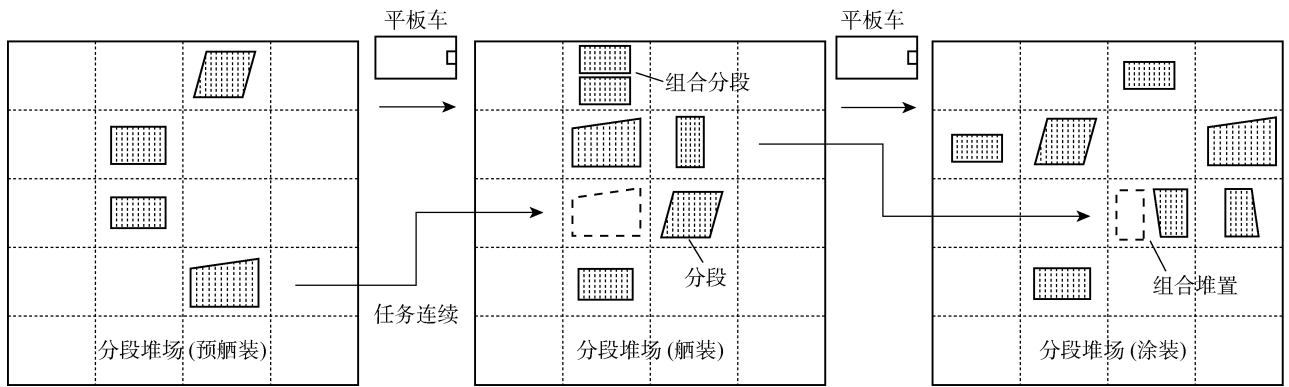 平板车
平板车
组合分段
分段
组合堆置
任务连续
分段堆场 (预舾装)
分段堆场 (舾装)
分段堆场 (涂装)